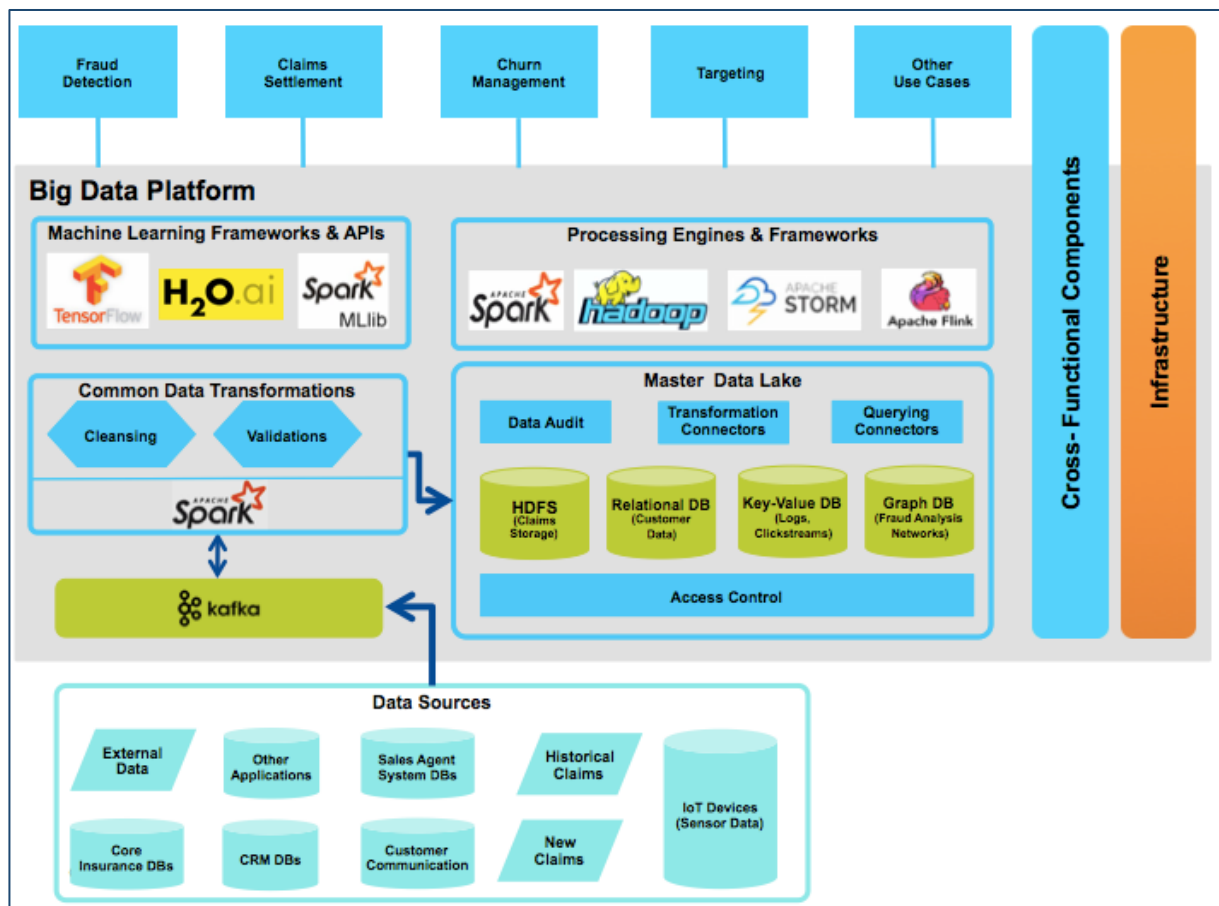 Fraud
Detection
Claims
Settlement
Churn
Management
Targeting
Other
Use Cases
Cross- Functional Components
Infrastructure
Big Data Platform
Machine Learning Frameworks & APIs
TensorFlow
H2O.ai
Spark
MLlib
Processing Engines & Frameworks
APACHE
Spark
hadoop
APACHE
STORM
Apache Flink
Common Data Transformations
Cleansing
Validations
APACHE
Spark
kafka
Master Data Lake
Data Audit
Transformation
Connectors
Querying
Connectors
HDFS
(Claims
Storage)
Relational DB
(Customer
Data)
Key-Value DB
(Logs,
Clickstreams)
Graph DB
(Fraud Analysis
Networks)
Access Control
Data Sources
External
Data
Other
Applications
Sales Agent
System DBs
Historical
Claims
IoT Devices
(Sensor Data)
Core
Insurance DBs
CRM DBs
Customer
Communication
New
Claims